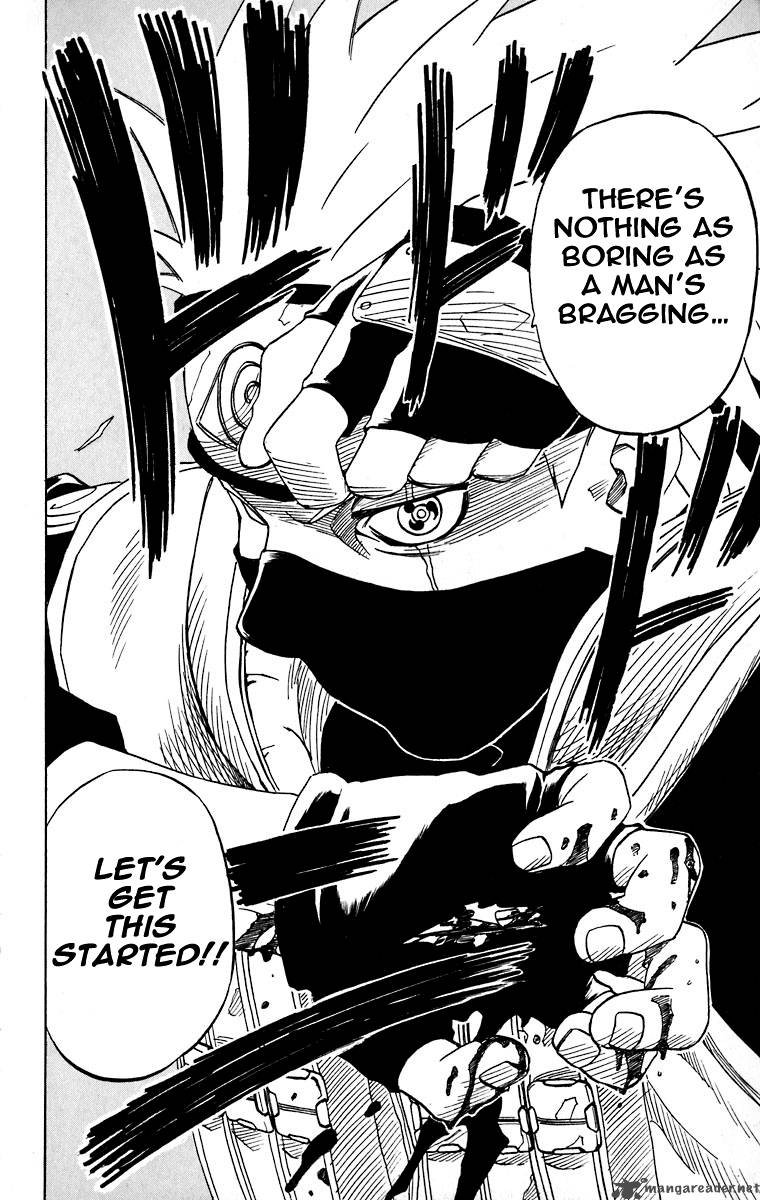 THERE'S
NOTHING AS
BORING AS
A MAN'S
BRAGGING...
LET'S
GET
THIS
STARTED!!
mangareader.net